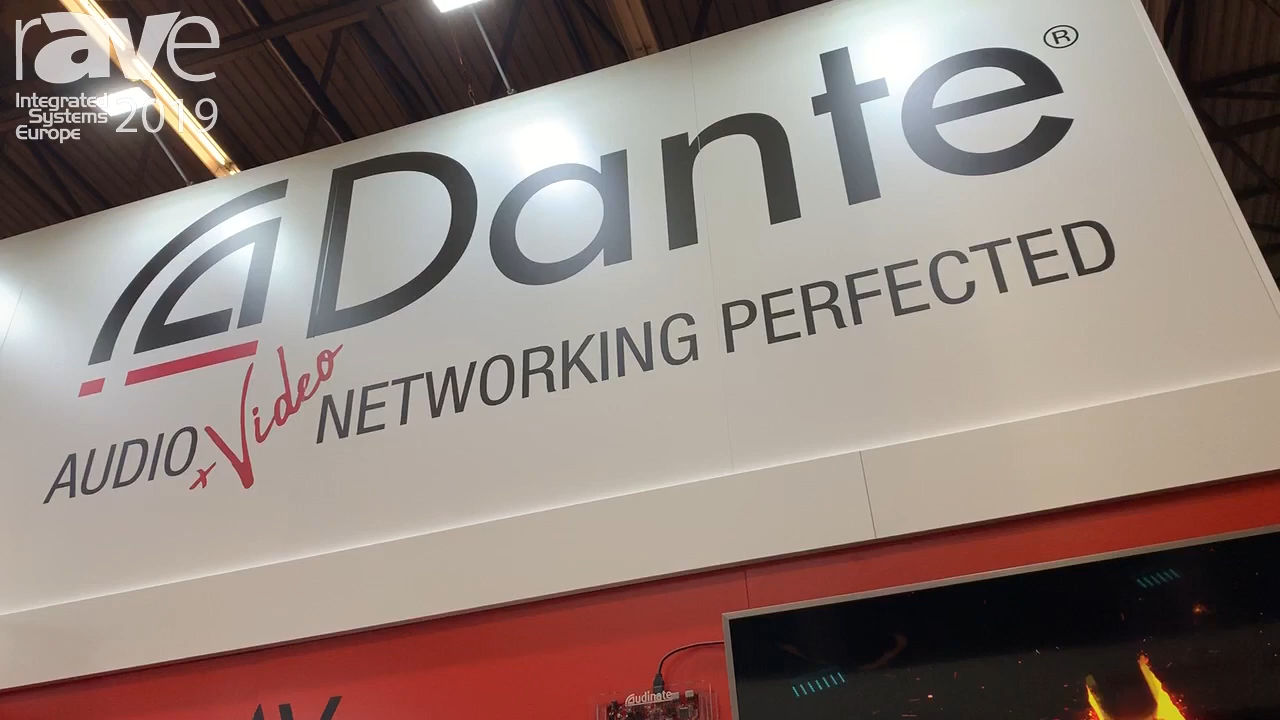 rAVe
Integrated
Systems
Europe 2019
Dante®
AUDIO + Video NETWORKING PERFECTED
Audinate